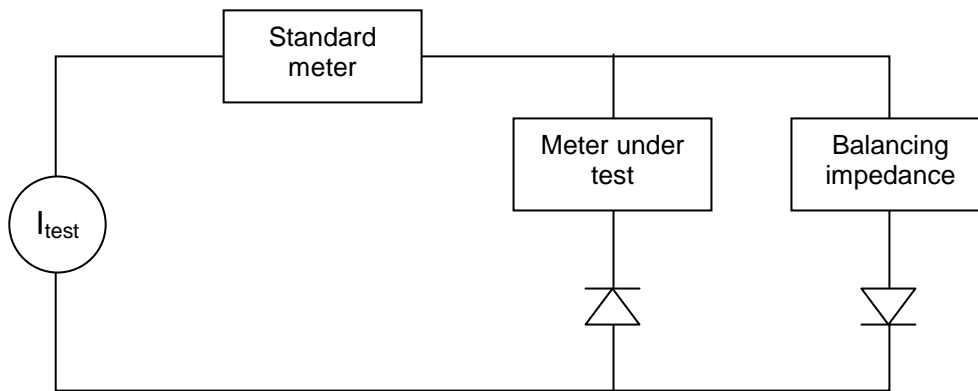 Standard
meter
Meter under
test
Balancing
impedance
Itest